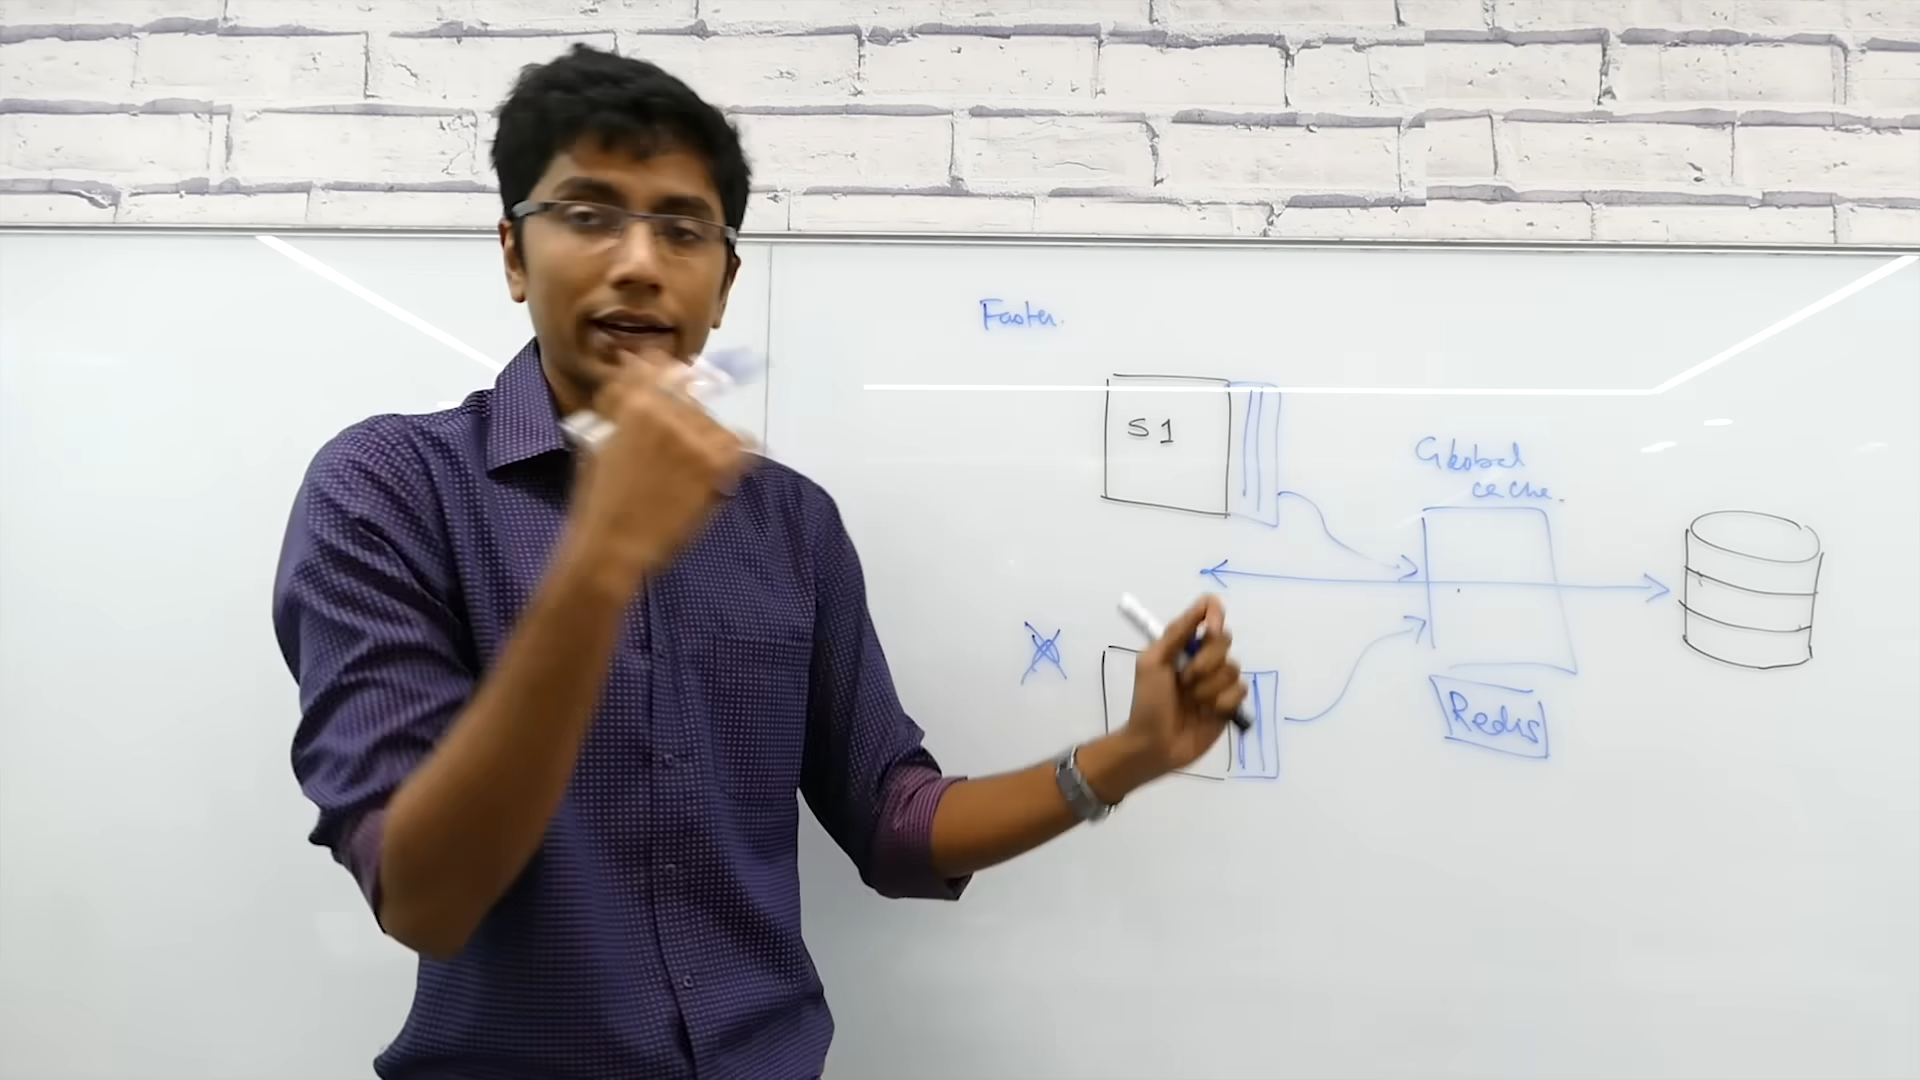 Faster.
S1
Global
cache.
Redis